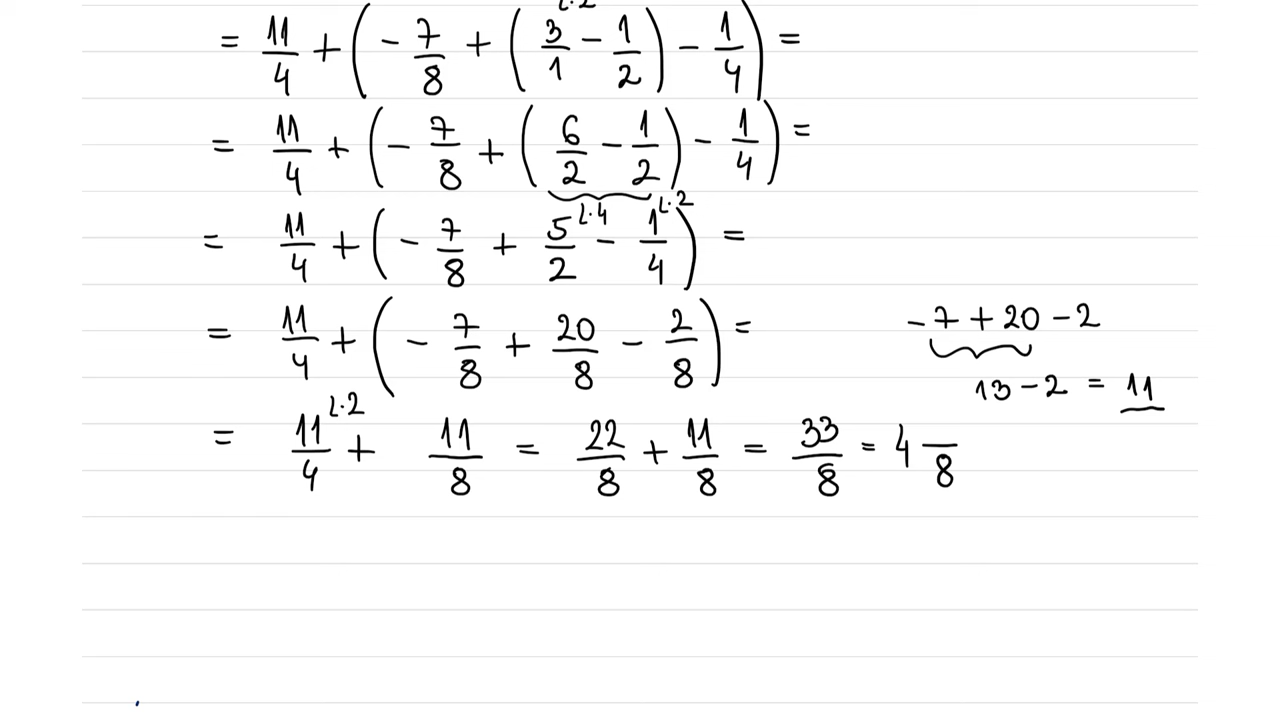 = 11/4 + (- 7/8 + (3/1 - 1/2) - 1/4) =
= 11/4 + (- 7/8 + (6/2 - 1/2) - 1/4) =
= 11/4 + (- 7/8 + 5/2 L·4 - 1/4 L·2) =
= 11/4 + (- 7/8 + 20/8 - 2/8) =
-7 + 20 - 2
13 - 2 = 11
= 11/4 L·2 + 11/8 = 22/8 + 11/8 = 33/8 = 4 —/8